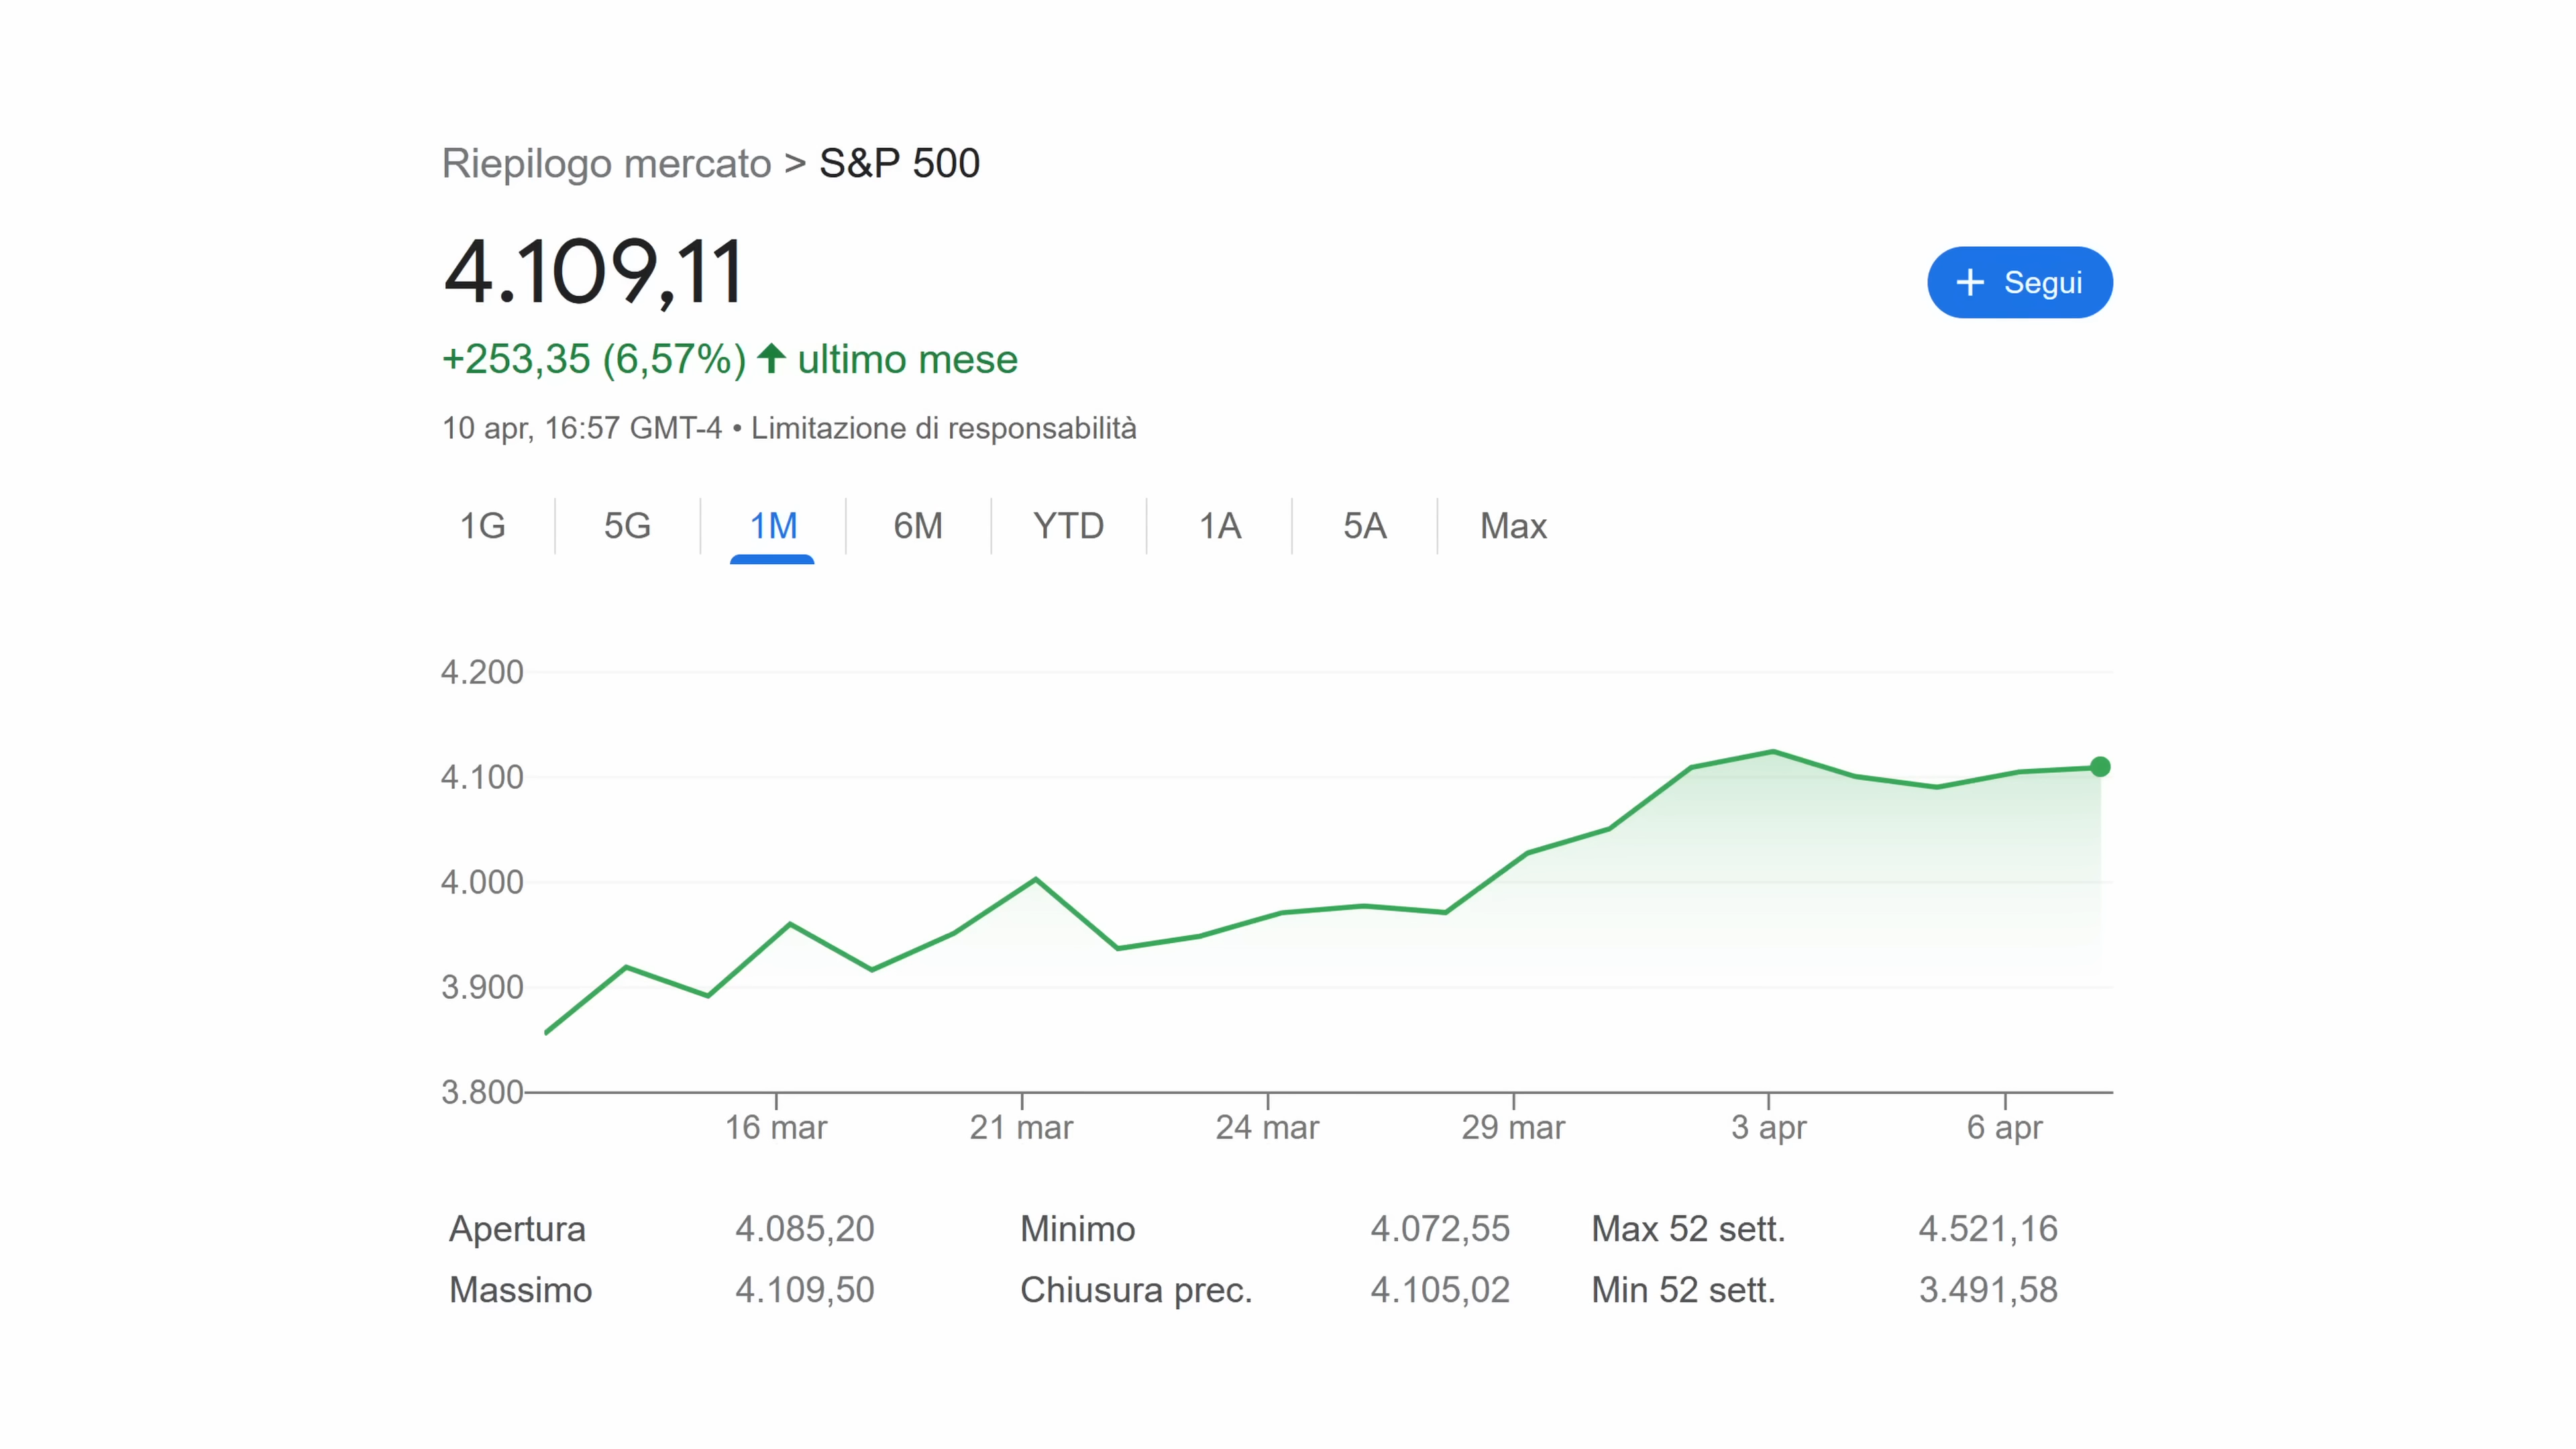 Riepilogo mercato > S&P 500
4.109,11
+ Segui
+253,35 (6,57%) ↑ ultimo mese
10 apr, 16:57 GMT-4 • Limitazione di responsabilità
1G 5G 1M 6M YTD 1A 5A Max
4.200
4.100
4.000
3.900
3.800
16 mar 21 mar 24 mar 29 mar 3 apr 6 apr
Apertura 4.085,20 Minimo 4.072,55 Max 52 sett. 4.521,16
Massimo 4.109,50 Chiusura prec. 4.105,02 Min 52 sett. 3.491,58